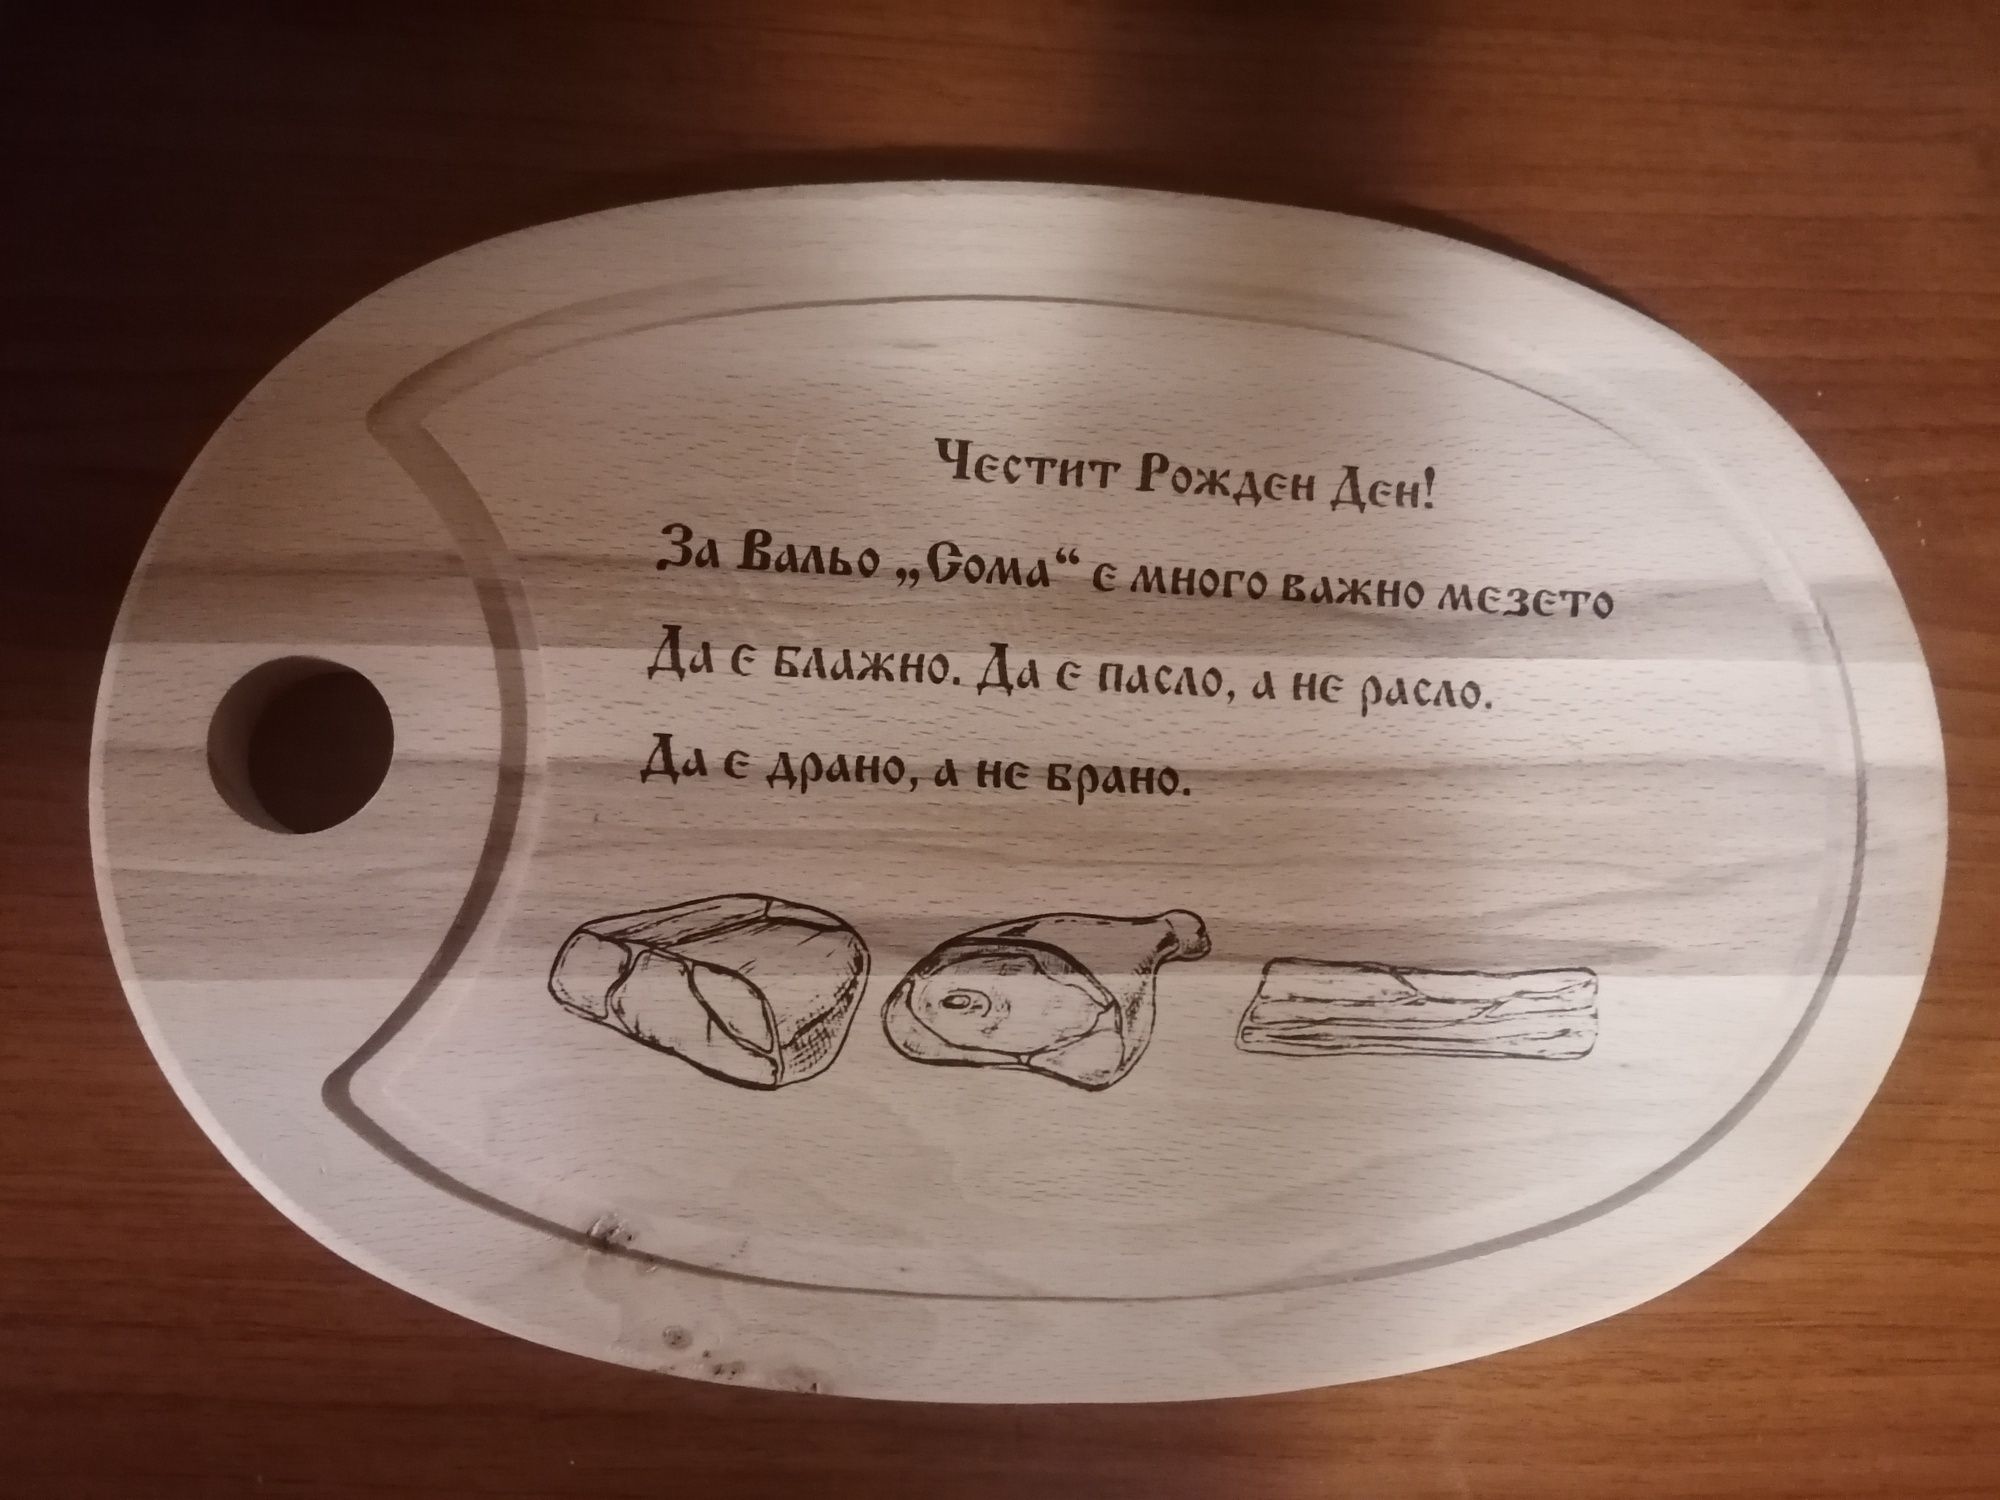 Честит Рожден Ден!
За Вальо „Сома“ е много важно мезето
Да е блажно. Да е пасло, а не расло.
Да е драно, а не брано.